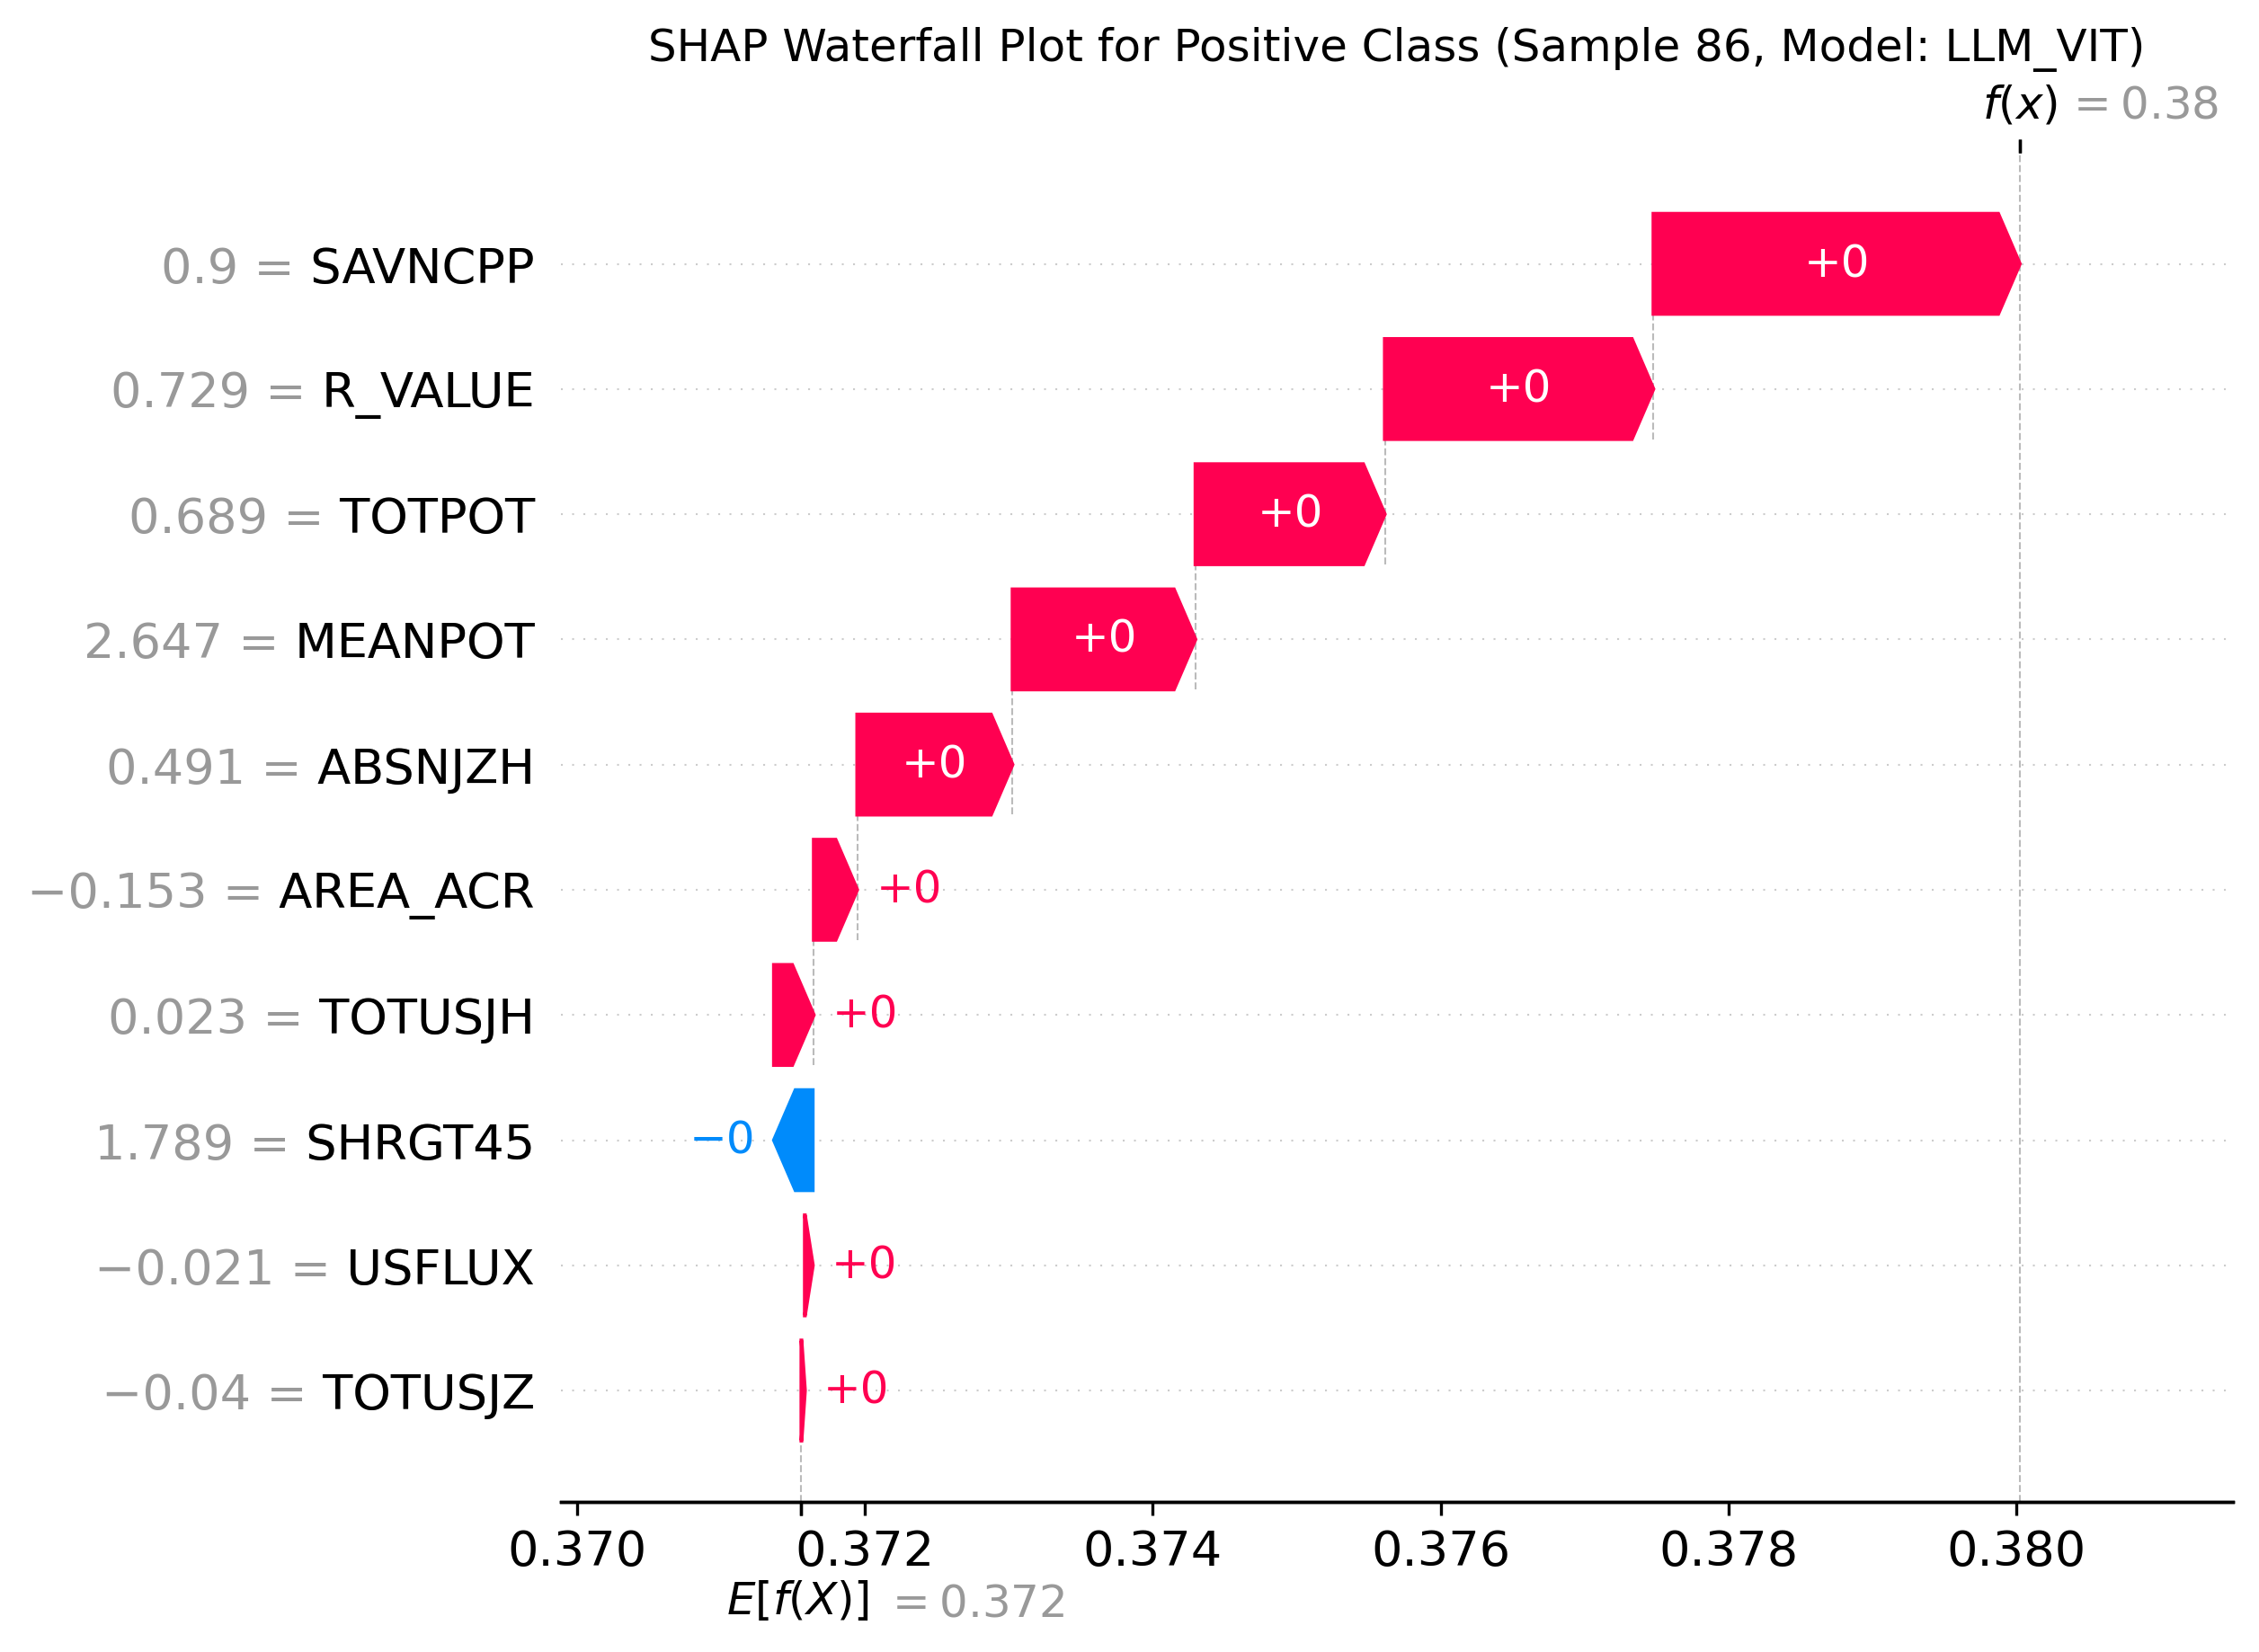 SHAP Waterfall Plot for Positive Class (Sample 86, Model: LLM_VIT)
f(x) = 0.38
0.9 = SAVNCPP +0
0.729 = R_VALUE +0
0.689 = TOTPOT +0
2.647 = MEANPOT +0
0.491 = ABSNJZH +0
−0.153 = AREA_ACR +0
0.023 = TOTUSJH +0
1.789 = SHRGT45 −0
−0.021 = USFLUX +0
−0.04 = TOTUSJZ +0
0.370 0.372 0.374 0.376 0.378 0.380
E[f(X)] = 0.372